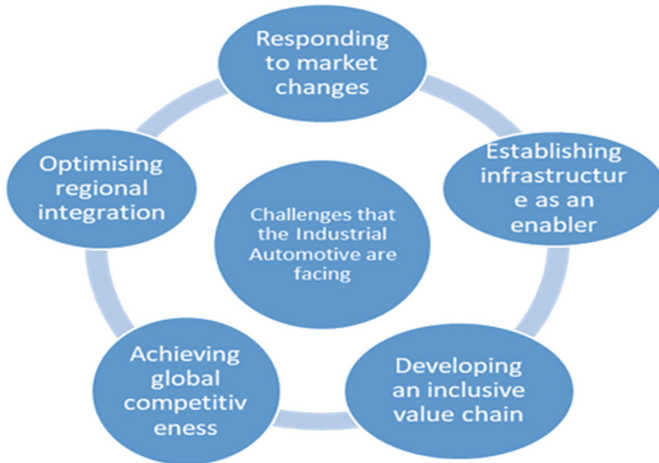 Responding
to market
changes
Establishing
infrastructur
e as an
enabler
Developing
an inclusive
value chain
Achieving
global
competitiv
eness
Optimising
regional
integration
Challenges that
the Industrial
Automotive are
facing